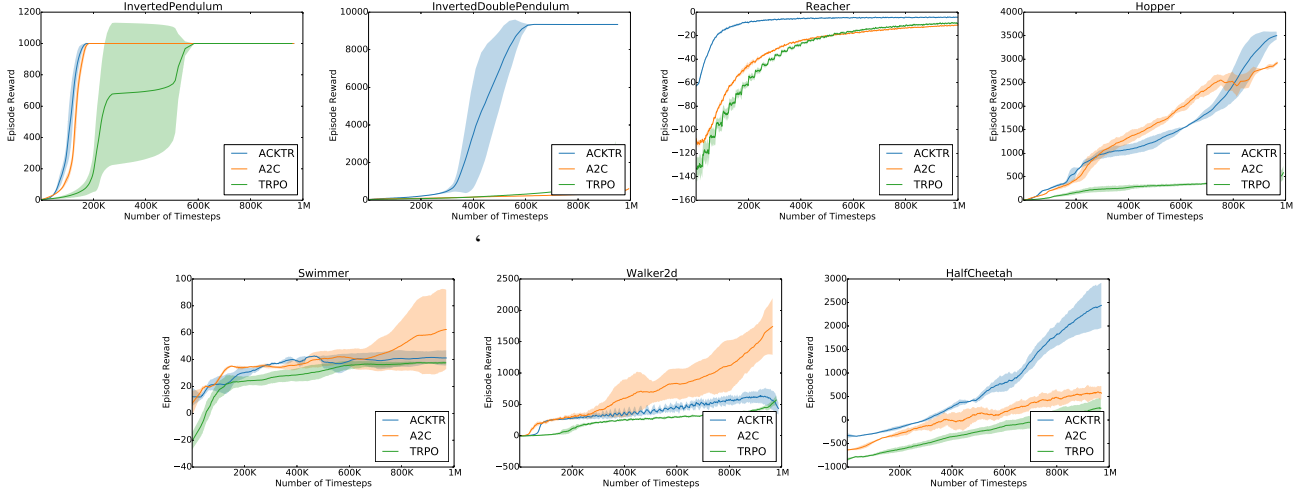 InvertedPendulum
1200
1000
800
600
400
200
0
Episode Reward
200K 400K 600K 800K 1M
Number of Timesteps
ACKTR
A2C
TRPO
InvertedDoublePendulum
10000
8000
6000
4000
2000
0
Episode Reward
200K 400K 600K 800K 1M
Number of Timesteps
ACKTR
A2C
TRPO
Reacher
0
−20
−40
−60
−80
−100
−120
−140
−160
Episode Reward
200K 400K 600K 800K 1M
Number of Timesteps
ACKTR
A2C
TRPO
Hopper
4000
3500
3000
2500
2000
1500
1000
500
0
Episode Reward
200K 400K 600K 800K 1M
Number of Timesteps
ACKTR
A2C
TRPO
‘
Swimmer
100
80
60
40
20
0
−20
−40
Episode Reward
200K 400K 600K 800K 1M
Number of Timesteps
ACKTR
A2C
TRPO
Walker2d
2500
2000
1500
1000
500
0
−500
Episode Reward
200K 400K 600K 800K 1M
Number of Timesteps
ACKTR
A2C
TRPO
HalfCheetah
3000
2500
2000
1500
1000
500
0
−500
−1000
Episode Reward
200K 400K 600K 800K 1M
Number of Timesteps
ACKTR
A2C
TRPO